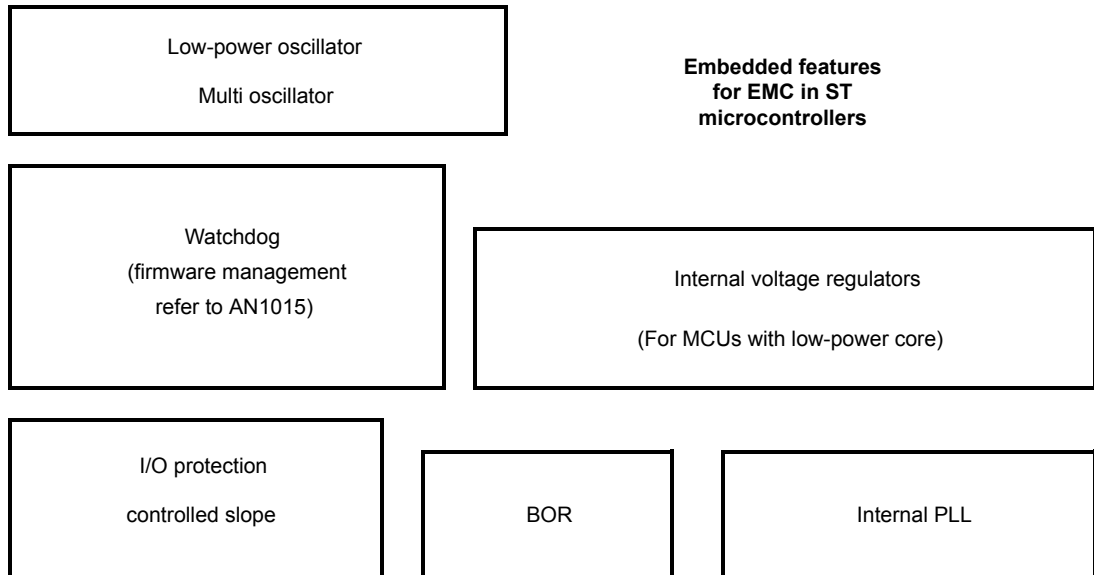 Low-power oscillator
Multi oscillator
Embedded features
for EMC in ST
microcontrollers
Watchdog
(firmware management
refer to AN1015)
Internal voltage regulators
(For MCUs with low-power core)
I/O protection
controlled slope
BOR
Internal PLL